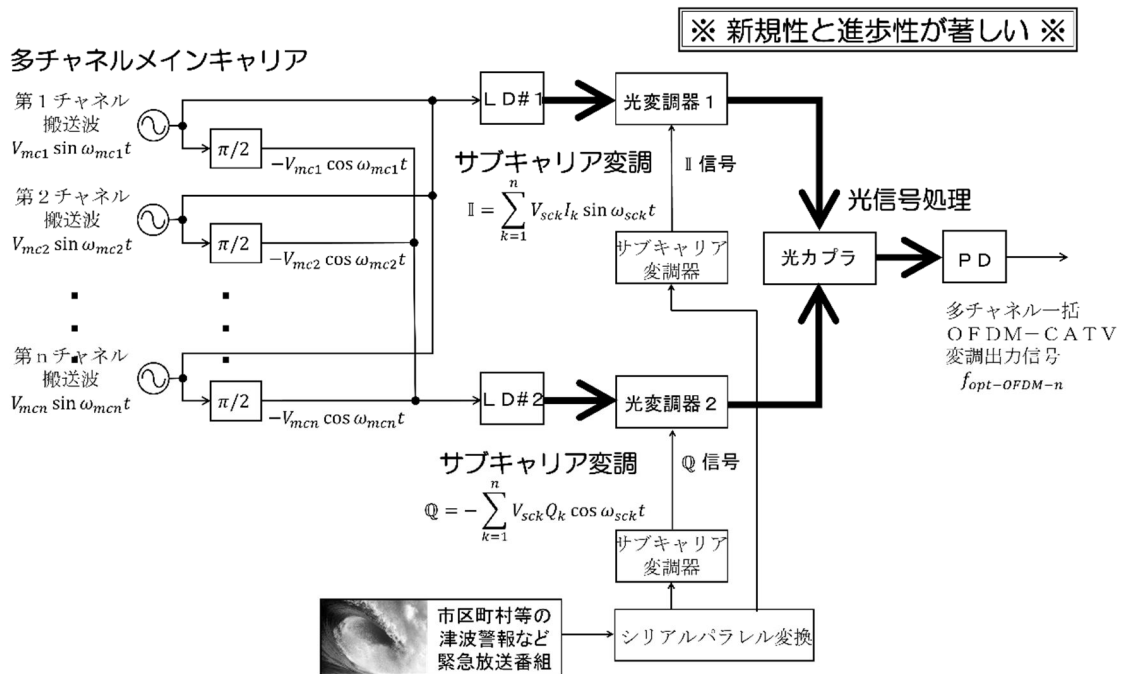 ※ 新規性と進歩性が著しい ※
多チャネルメインキャリア
第１チャネル
搬送波
V_{mc1} sin ω_{mc1}t
π/2
−V_{mc1} cos ω_{mc1}t
第２チャネル
搬送波
V_{mc2} sin ω_{mc2}t
π/2
−V_{mc2} cos ω_{mc2}t
第ｎチャネル
搬送波
V_{mcn} sin ω_{mcn}t
π/2
−V_{mcn} cos ω_{mcn}t
ＬＤ#１
光変調器１
サブキャリア変調
𝕀 = \sum_{k=1}^{n} V_{sck}I_k sin ω_{sck}t
𝕀 信号
サブキャリア
変調器
光信号処理
光カプラ
ＰＤ
多チャネル一括
ＯＦＤＭ－ＣＡＴＶ
変調出力信号
f_{opt−OFDM−n}
ＬＤ#２
光変調器２
サブキャリア変調
ℚ = − \sum_{k=1}^{n} V_{sck}Q_k cos ω_{sck}t
ℚ 信号
サブキャリア
変調器
市区町村等の
津波警報など
緊急放送番組
シリアルパラレル変換